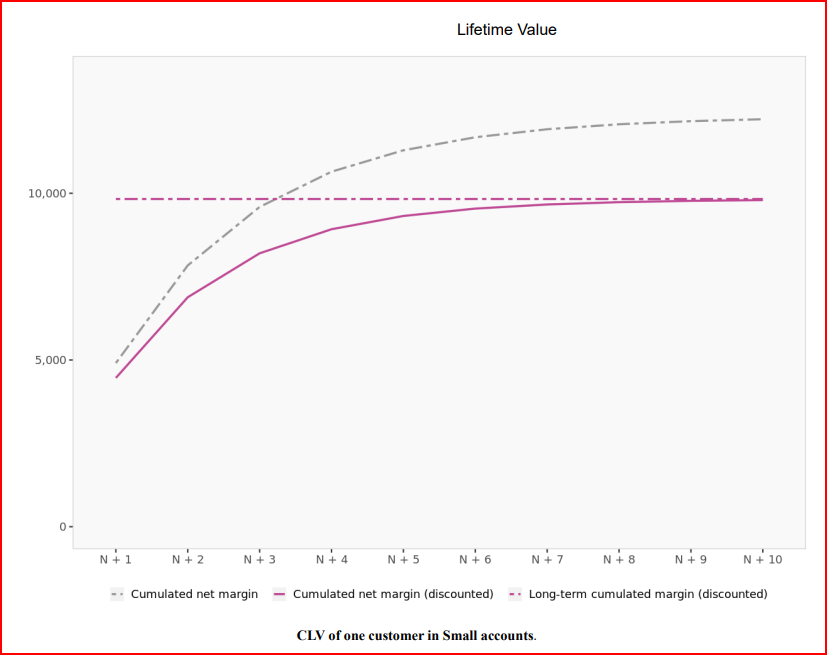 Lifetime Value
10,000
5,000
0
N + 1 N + 2 N + 3 N + 4 N + 5 N + 6 N + 7 N + 8 N + 9 N + 10
Cumulated net margin Cumulated net margin (discounted) Long-term cumulated margin (discounted)
CLV of one customer in Small accounts.